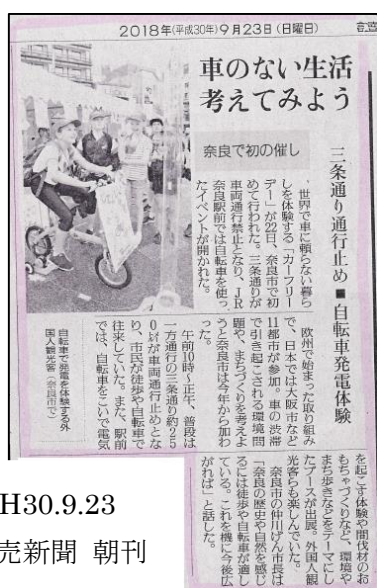 2018年(平成30年)9月23日(日曜日)
車のない生活
考えてみよう
奈良で初の催し
三条通り通行止め ■ 自転車発電体験
世界で車に頼らない暮ら
しを体験する「カーフリー
デー」が22日、奈良市で初
めて行われた。三条通りが
車両通行禁止となり、JR
奈良駅前では自転車を使っ
たイベントが開かれた。
欧州で始まった取り組み
で、日本では大阪市など
11都市が参加。車の渋滞
で引き起こされる環境問
題や、まちづくりを考えよ
うと奈良市は今年から加わ
った。
午前10時~正午、普段は
一方通行の三条通り約25
0㍍が車両通行止めとな
り、市民が徒歩や自転車で
往来していた。また、駅前
では、自転車をこいで電気
を起こす体験や間伐材のお
もちゃづくりなど、環境や
まち歩きなどをテーマにし
たブースが出展。外国人観
光客らも楽しんでいた。
奈良市の仲川げん市長は
「奈良の歴史や自然を感じ
るには徒歩や自転車が適し
ている。これを機に今後広
がれば」と話した。
自転車で発電を体験する外
国人観光客(奈良市で)
H30.9.23
売新聞 朝刊